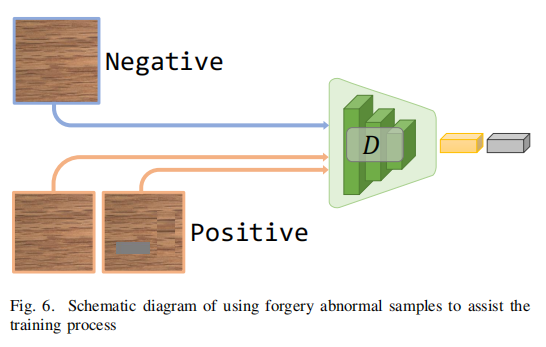 Negative
D
Positive
Fig. 6. Schematic diagram of using forgery abnormal samples to assist the
training process